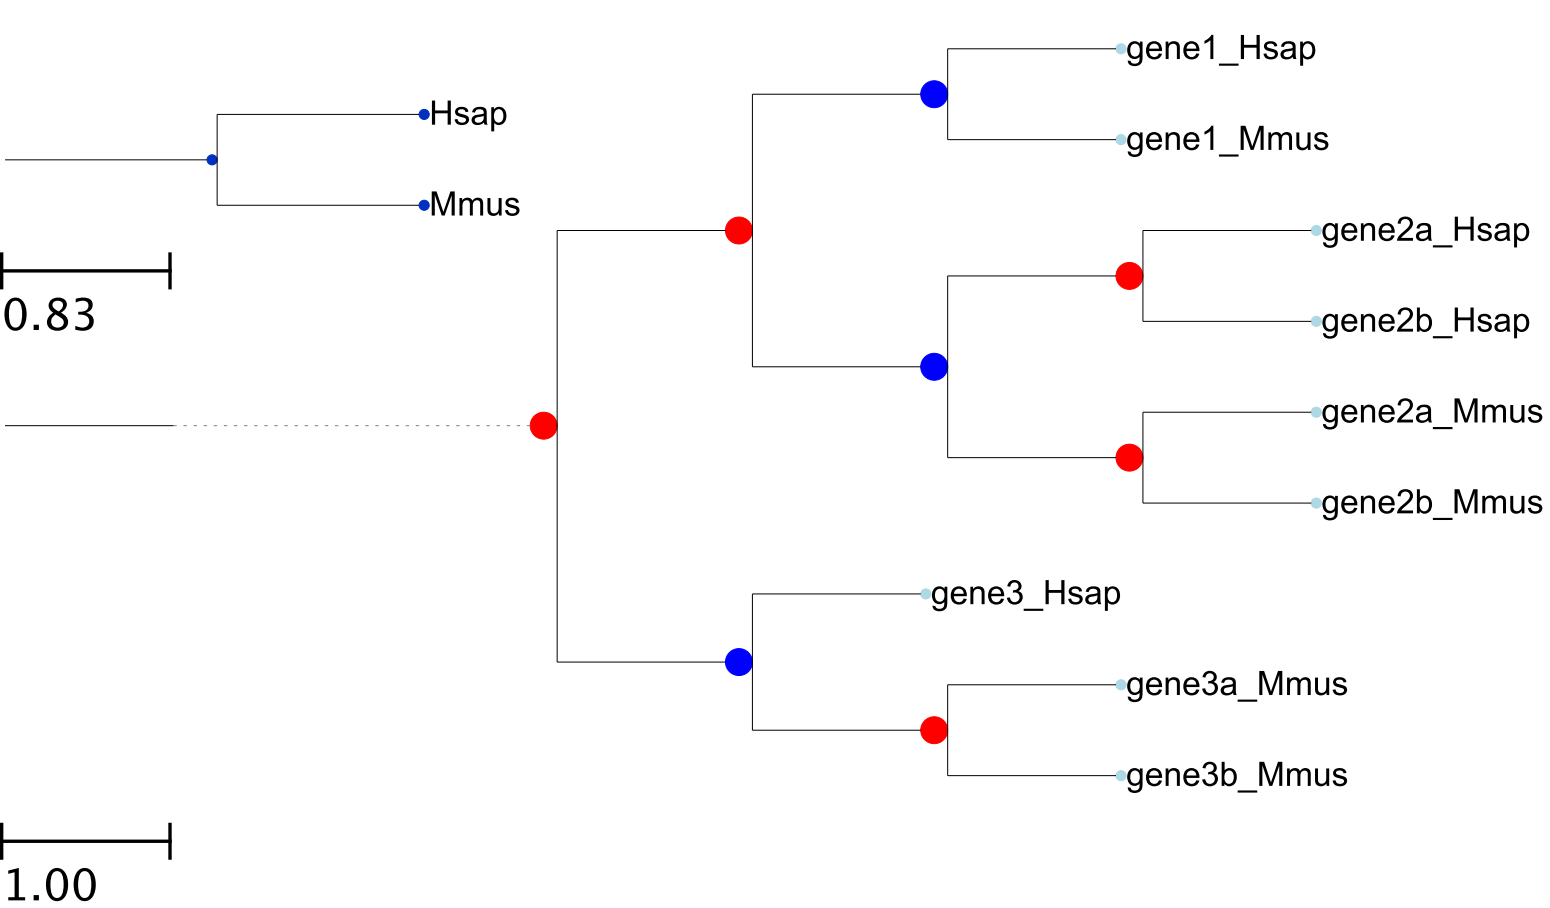 Hsap
Mmus
0.83
gene1_Hsap
gene1_Mmus
gene2a_Hsap
gene2b_Hsap
gene2a_Mmus
gene2b_Mmus
gene3_Hsap
gene3a_Mmus
gene3b_Mmus
1.00